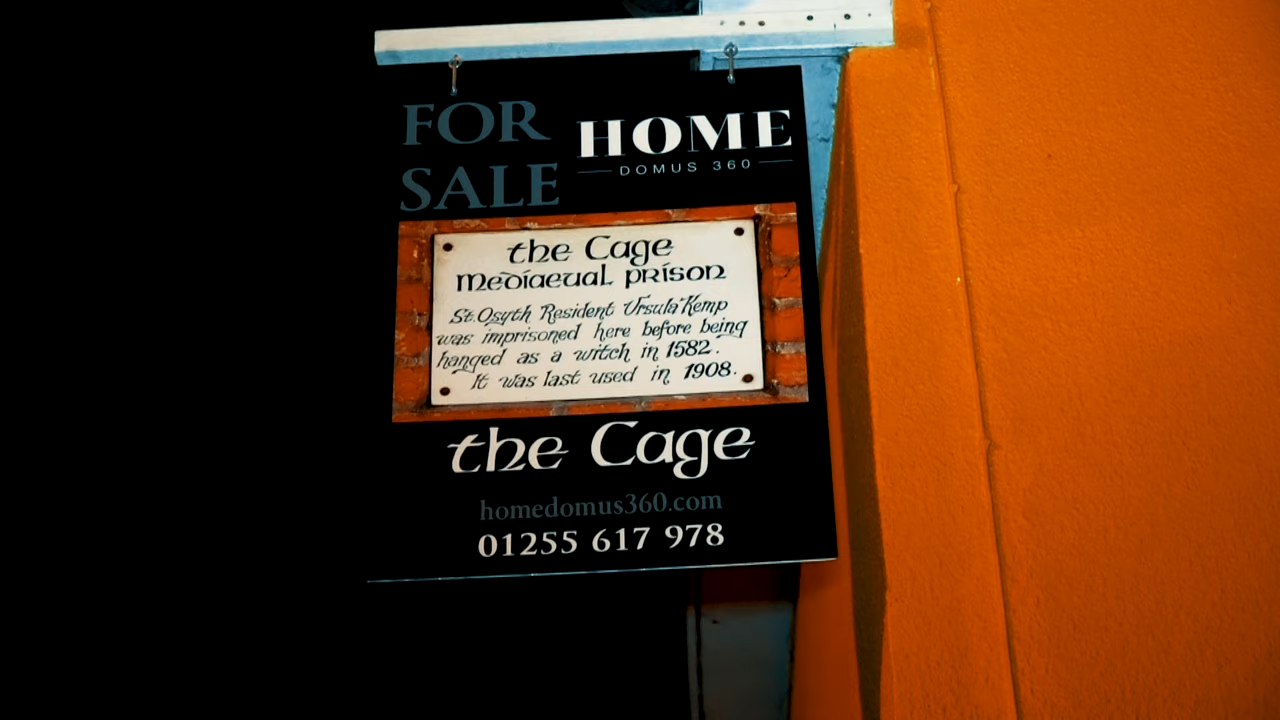 FOR
SALE
HOME
DOMUS 360
the Cage
Mediaeval prison
St. Osyth Resident Ursula Kemp
was imprisoned here before being
hanged as a witch in 1582.
It was last used in 1908.
the Cage
homedomus360.com
01255 617 978